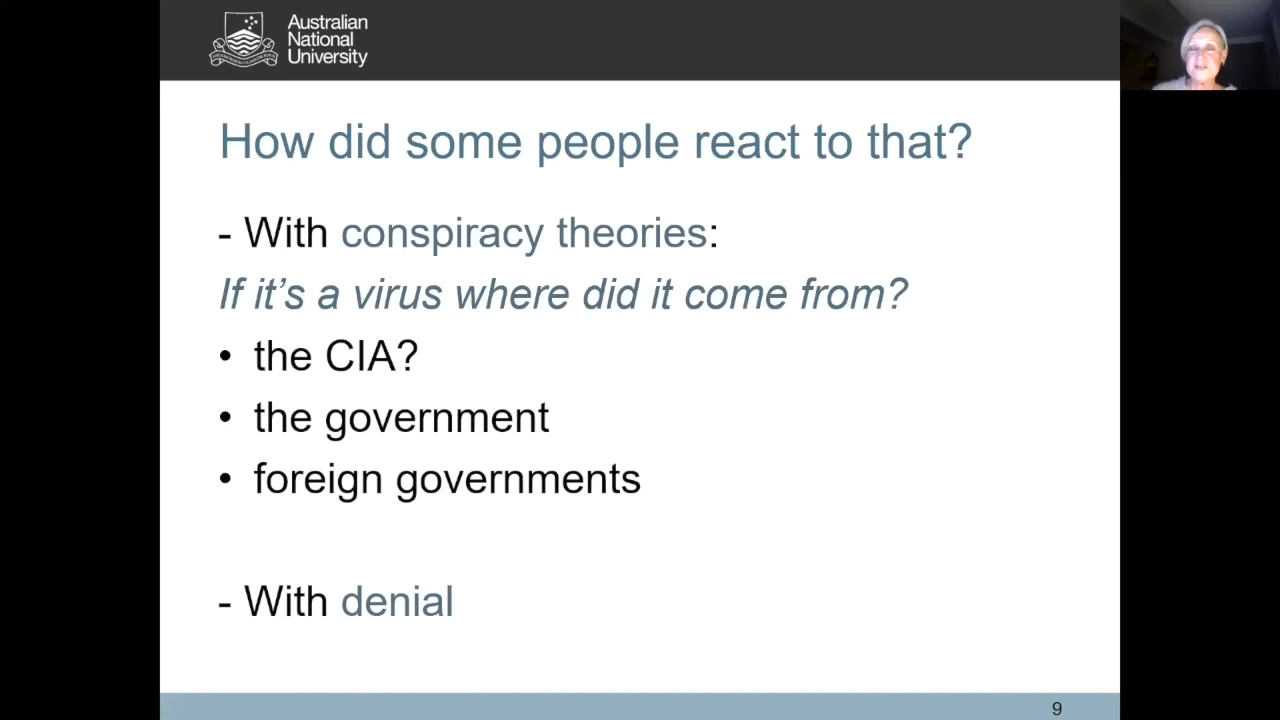 Australian
National
University
How did some people react to that?
- With conspiracy theories:
If it's a virus where did it come from?
• the CIA?
• the government
• foreign governments
- With denial
9